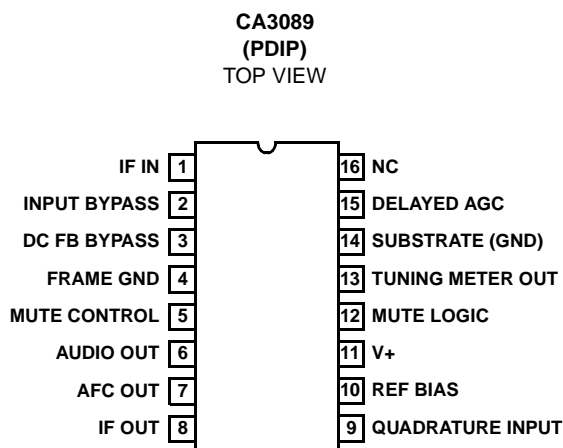 CA3089
(PDIP)
TOP VIEW
IF IN 1 16 NC
INPUT BYPASS 2 15 DELAYED AGC
DC FB BYPASS 3 14 SUBSTRATE (GND)
FRAME GND 4 13 TUNING METER OUT
MUTE CONTROL 5 12 MUTE LOGIC
AUDIO OUT 6 11 V+
AFC OUT 7 10 REF BIAS
IF OUT 8 9 QUADRATURE INPUT